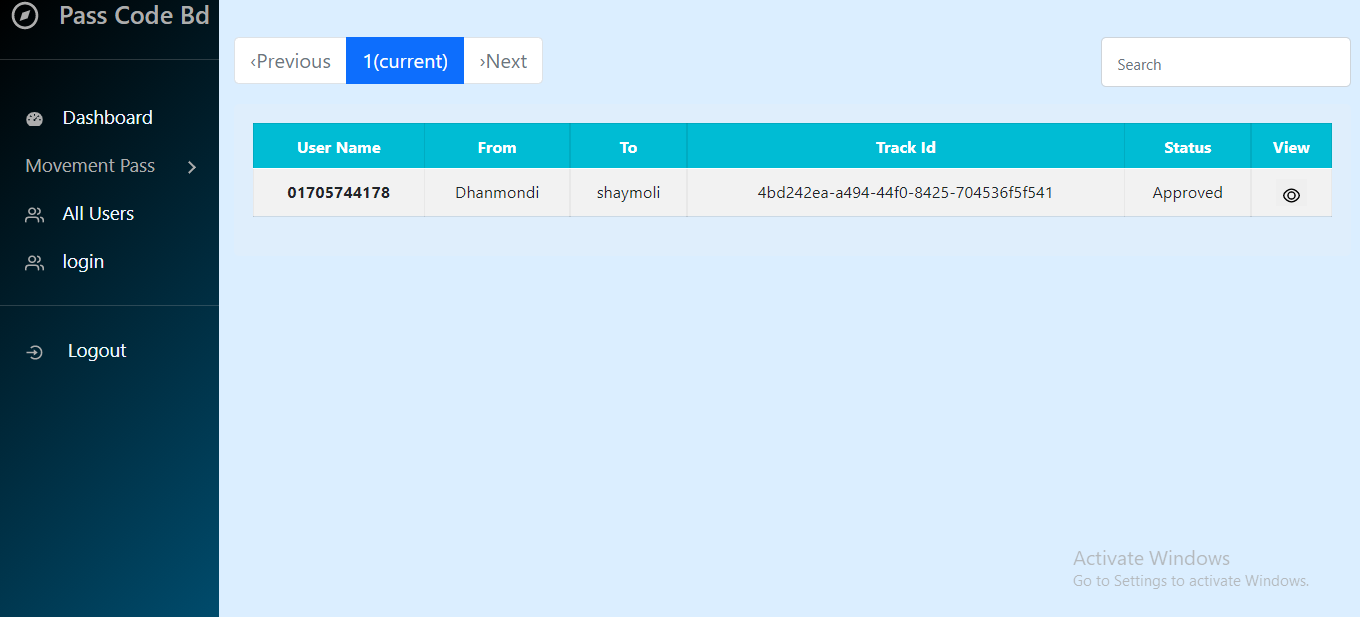 Pass Code Bd
Dashboard
Movement Pass
All Users
login
Logout
‹Previous 1(current) ›Next
Search
User Name From To Track Id Status View
01705744178 Dhanmondi shaymoli 4bd242ea-a494-44f0-8425-704536f5f541 Approved
Activate Windows
Go to Settings to activate Windows.